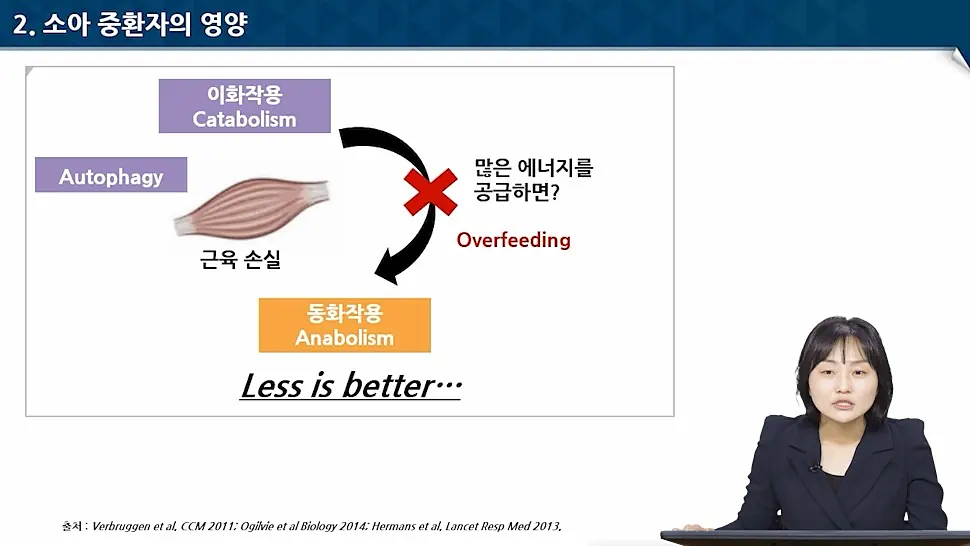 2. 소아 중환자의 영양
이화작용
Catabolism
Autophagy
많은 에너지를
공급하면?
Overfeeding
근육 손실
동화작용
Anabolism
Less is better…
출처 : Verbruggen et al, CCM 2011; Ogilvie et al Biology 2014; Hermans et al, Lancet Resp Med 2013.